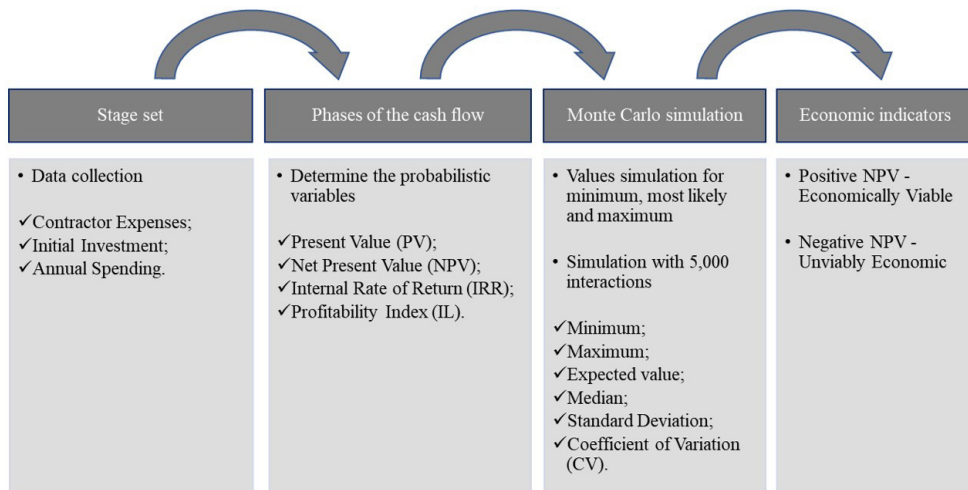 Stage set
• Data collection
✓Contractor Expenses;
✓Initial Investment;
✓Annual Spending.
Phases of the cash flow
• Determine the probabilistic
variables
✓Present Value (PV);
✓Net Present Value (NPV);
✓Internal Rate of Return (IRR);
✓Profitability Index (IL).
Monte Carlo simulation
• Values simulation for
minimum, most likely
and maximum
• Simulation with 5,000
interactions
✓Minimum;
✓Maximum;
✓Expected value;
✓Median;
✓Standard Deviation;
✓Coefficient of Variation
(CV).
Economic indicators
• Positive NPV -
Economically Viable
• Negative NPV -
Unviably Economic